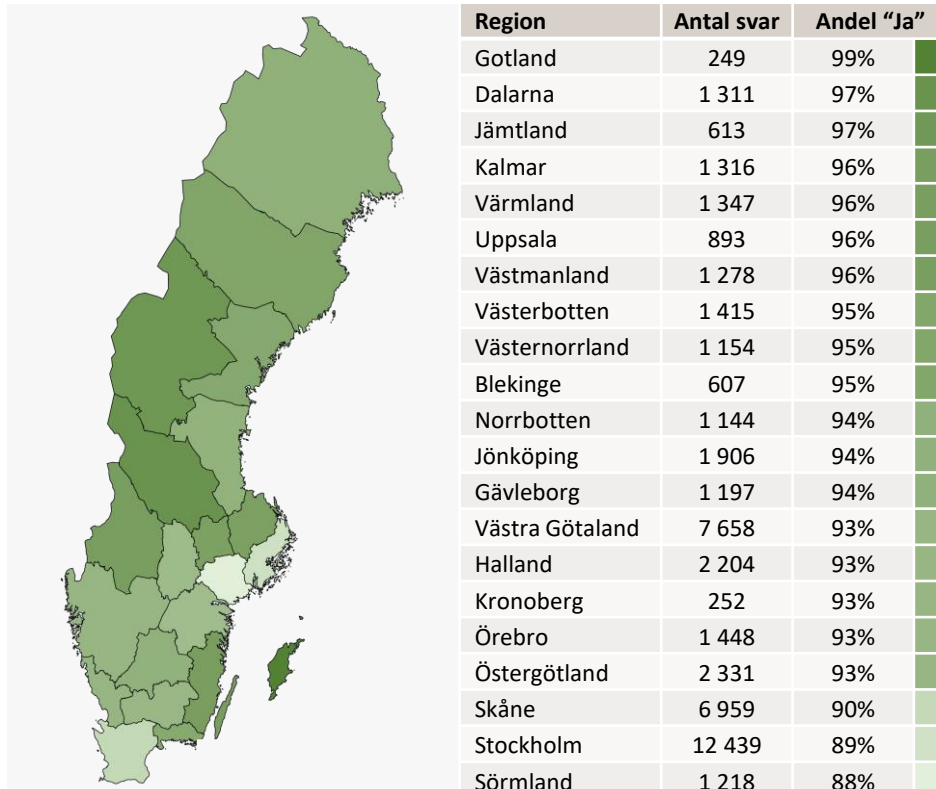 Region Antal svar Andel “Ja”
Gotland 249 99%
Dalarna 1 311 97%
Jämtland 613 97%
Kalmar 1 316 96%
Värmland 1 347 96%
Uppsala 893 96%
Västmanland 1 278 96%
Västerbotten 1 415 95%
Västernorrland 1 154 95%
Blekinge 607 95%
Norrbotten 1 144 94%
Jönköping 1 906 94%
Gävleborg 1 197 94%
Västra Götaland 7 658 93%
Halland 2 204 93%
Kronoberg 252 93%
Örebro 1 448 93%
Östergötland 2 331 93%
Skåne 6 959 90%
Stockholm 12 439 89%
Sörmland 1 218 88%